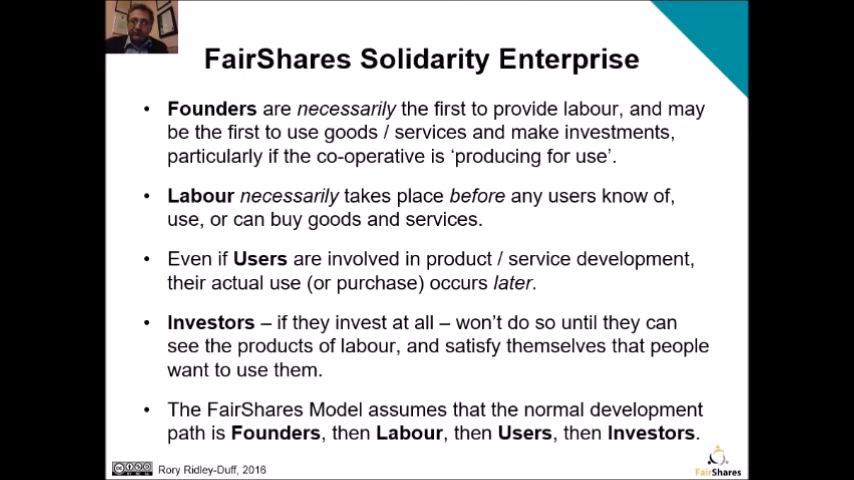 FairShares Solidarity Enterprise
• Founders are necessarily the first to provide labour, and may
be the first to use goods / services and make investments,
particularly if the co-operative is ‘producing for use’.
• Labour necessarily takes place before any users know of,
use, or can buy goods and services.
• Even if Users are involved in product / service development,
their actual use (or purchase) occurs later.
• Investors – if they invest at all – won’t do so until they can
see the products of labour, and satisfy themselves that people
want to use them.
• The FairShares Model assumes that the normal development
path is Founders, then Labour, then Users, then Investors.
Rory Ridley-Duff, 2016
FairShares